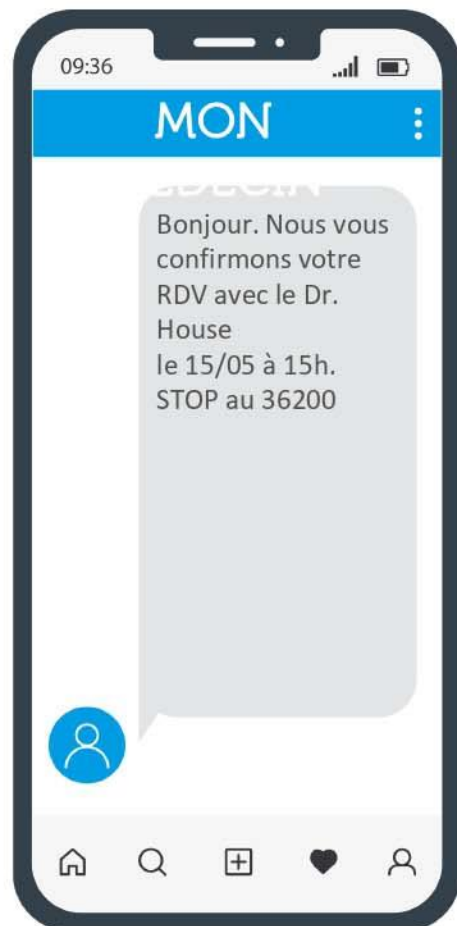 09:36
MON
Bonjour. Nous vous
confirmons votre
RDV avec le Dr.
House
le 15/05 à 15h.
STOP au 36200